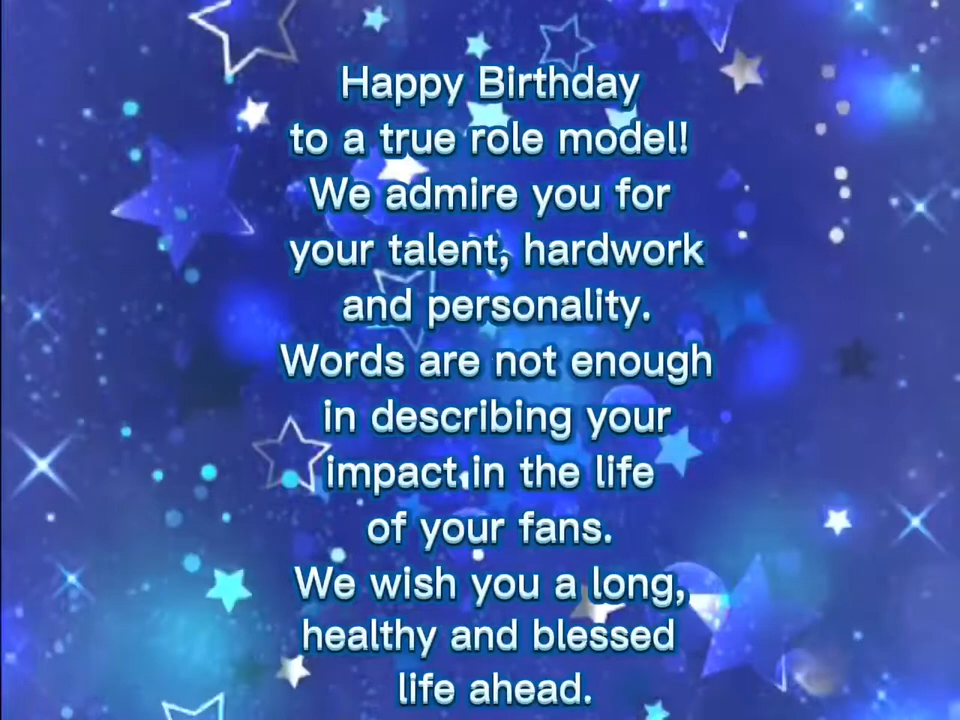 Happy Birthday
to a true role model!
We admire you for
your talent, hardwork
and personality.
Words are not enough
in describing your
impact in the life
of your fans.
We wish you a long,
healthy and blessed
life ahead.